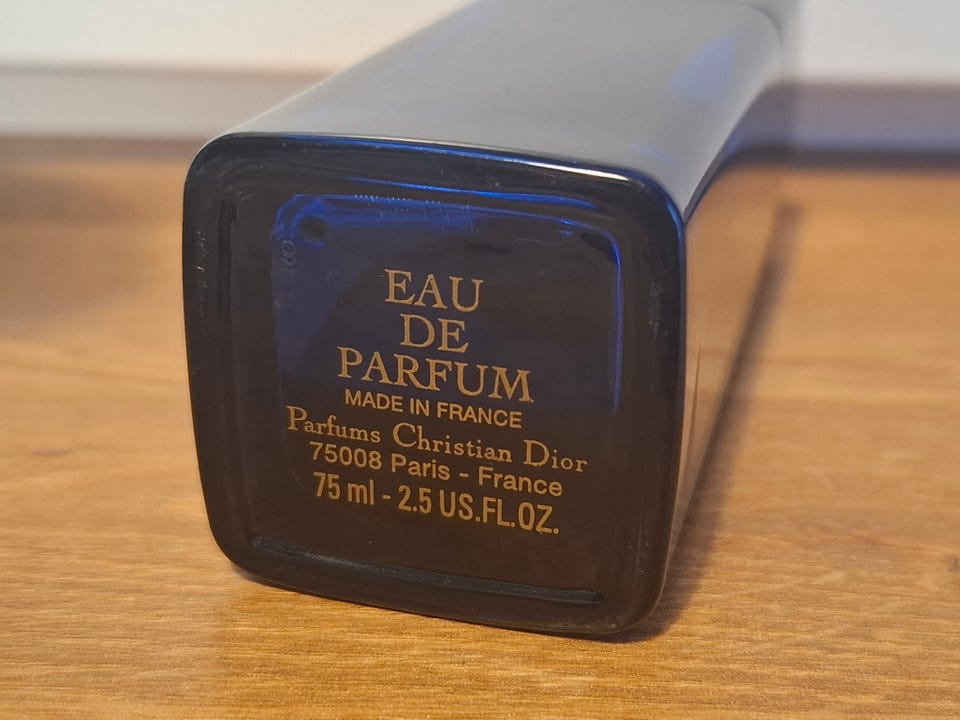 EAU
DE
PARFUM
MADE IN FRANCE
Parfums Christian Dior
75008 Paris - France
75 ml - 2.5 US.FL.OZ.